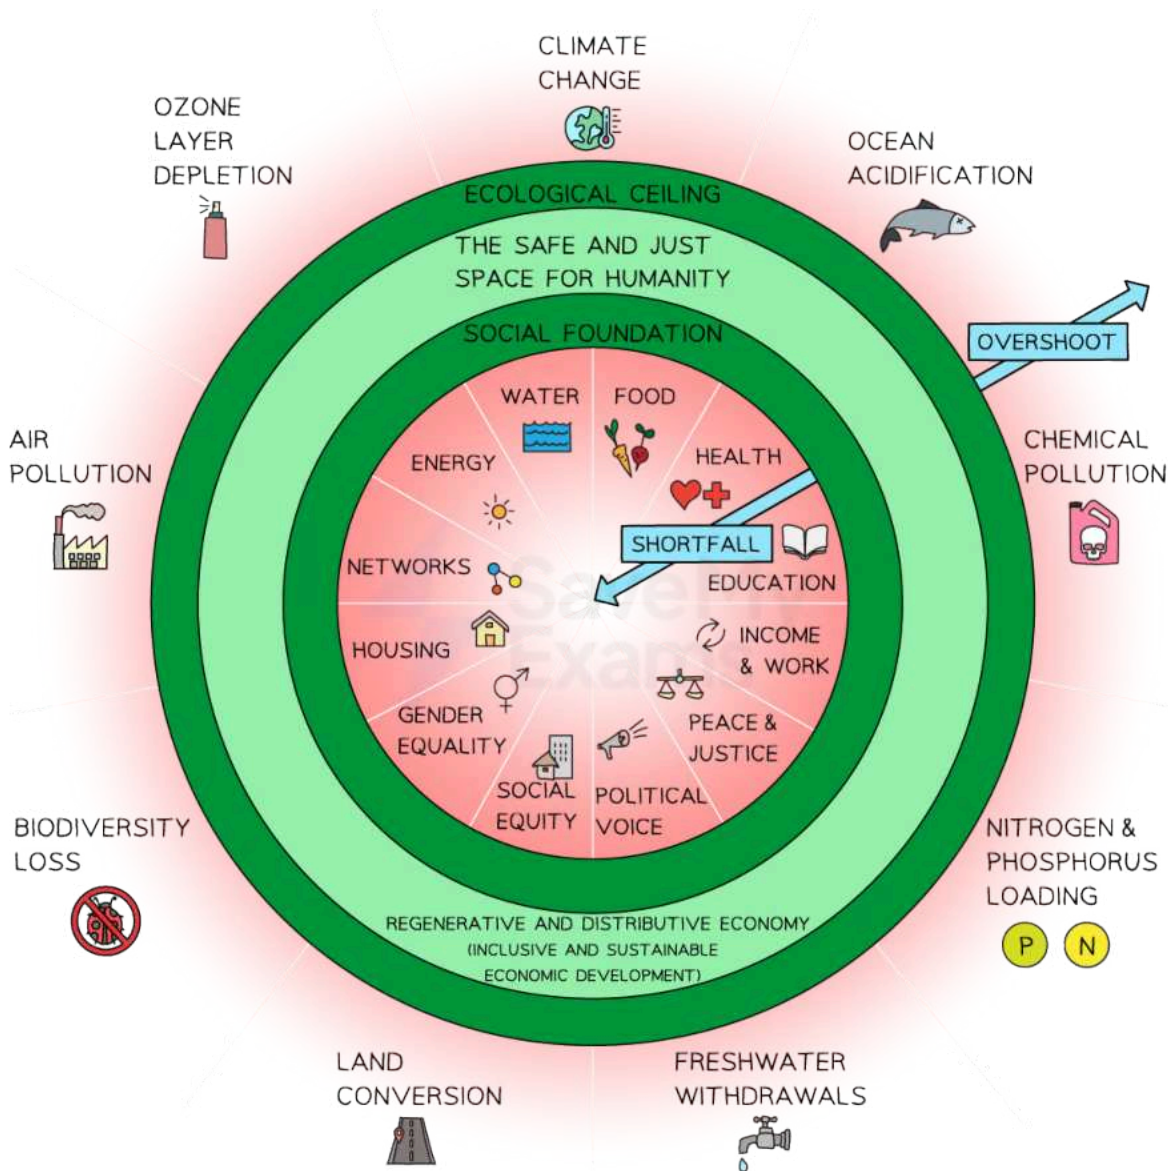 CLIMATE
CHANGE
OZONE
LAYER
DEPLETION
OCEAN
ACIDIFICATION
ECOLOGICAL CEILING
THE SAFE AND JUST
SPACE FOR HUMANITY
SOCIAL FOUNDATION
OVERSHOOT
AIR
POLLUTION
CHEMICAL
POLLUTION
WATER
FOOD
ENERGY
HEALTH
SHORTFALL
NETWORKS
EDUCATION
HOUSING
INCOME
& WORK
GENDER
EQUALITY
PEACE &
JUSTICE
SOCIAL
EQUITY
POLITICAL
VOICE
Save My
Exams
BIODIVERSITY
LOSS
NITROGEN &
PHOSPHORUS
LOADING
P N
REGENERATIVE AND DISTRIBUTIVE ECONOMY
(INCLUSIVE AND SUSTAINABLE
ECONOMIC DEVELOPMENT)
LAND
CONVERSION
FRESHWATER
WITHDRAWALS